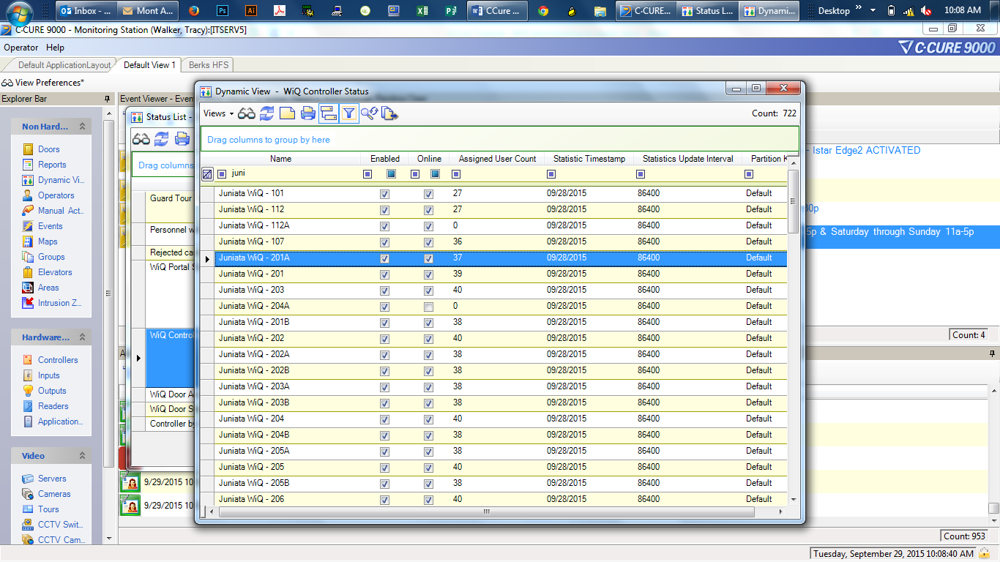 Inbox - ...
Mont A...
CCure ...
C-CURE...
Status L...
Dynami...
Desktop
10:08 AM
C-CURE 9000 - Monitoring Station (Walker, Tracy):[ITSERV5]
Operator Help
C•CURE 9000
Default ApplicationLayout Default View 1 Berks HFS
View Preferences*
Explorer Bar
Event Viewer - Even
Non Hard...
Doors
Reports
Dynamic Vi...
Operators
Manual Act..
Events
Maps
Groups
Elevators
Areas
Intrusion Z...
Hardware...
Controllers
Inputs
Outputs
Readers
Application...
Video
Servers
Cameras
Tours
CCTV Swit...
CCTV Cam...
Status List -
Drag columns
Guard Tour
Personnel w
Rejected ca
WiQ Portal S
WiQ Contro
WiQ Door A
WiQ Door S
Controller by
9/29/2015 10
9/29/2015 10
Dynamic View - WiQ Controller Status
Views
Count: 722
Drag columns to group by here
Name Enabled Online Assigned User Count Statistic Timestamp Statistics Update Interval Partition K
juni
Juniata WiQ - 101 27 09/28/2015 86400 Default
Juniata WiQ - 112 27 09/28/2015 86400 Default
Juniata WiQ - 112A 0 09/28/2015 86400 Default
Juniata WiQ - 107 36 09/28/2015 86400 Default
Juniata WiQ - 201A 37 09/28/2015 86400 Default
Juniata WiQ - 201 39 09/28/2015 86400 Default
Juniata WiQ - 203 40 09/28/2015 86400 Default
Juniata WiQ - 204A 0 09/28/2015 86400 Default
Juniata WiQ - 201B 38 09/28/2015 86400 Default
Juniata WiQ - 202 40 09/28/2015 86400 Default
Juniata WiQ - 202A 38 09/28/2015 86400 Default
Juniata WiQ - 202B 38 09/28/2015 86400 Default
Juniata WiQ - 203A 38 09/28/2015 86400 Default
Juniata WiQ - 203B 38 09/28/2015 86400 Default
Juniata WiQ - 204 40 09/28/2015 86400 Default
Juniata WiQ - 204B 38 09/28/2015 86400 Default
Juniata WiQ - 205A 38 09/28/2015 86400 Default
Juniata WiQ - 205 40 09/28/2015 86400 Default
Juniata WiQ - 205B 38 09/28/2015 86400 Default
Juniata WiQ - 206 40 09/28/2015 86400 Default
- Istar Edge2 ACTIVATED
30p
5p & Saturday through Sunday 11a-5p
Count: 4
Count: 953
Tuesday, September 29, 2015 10:08:40 AM